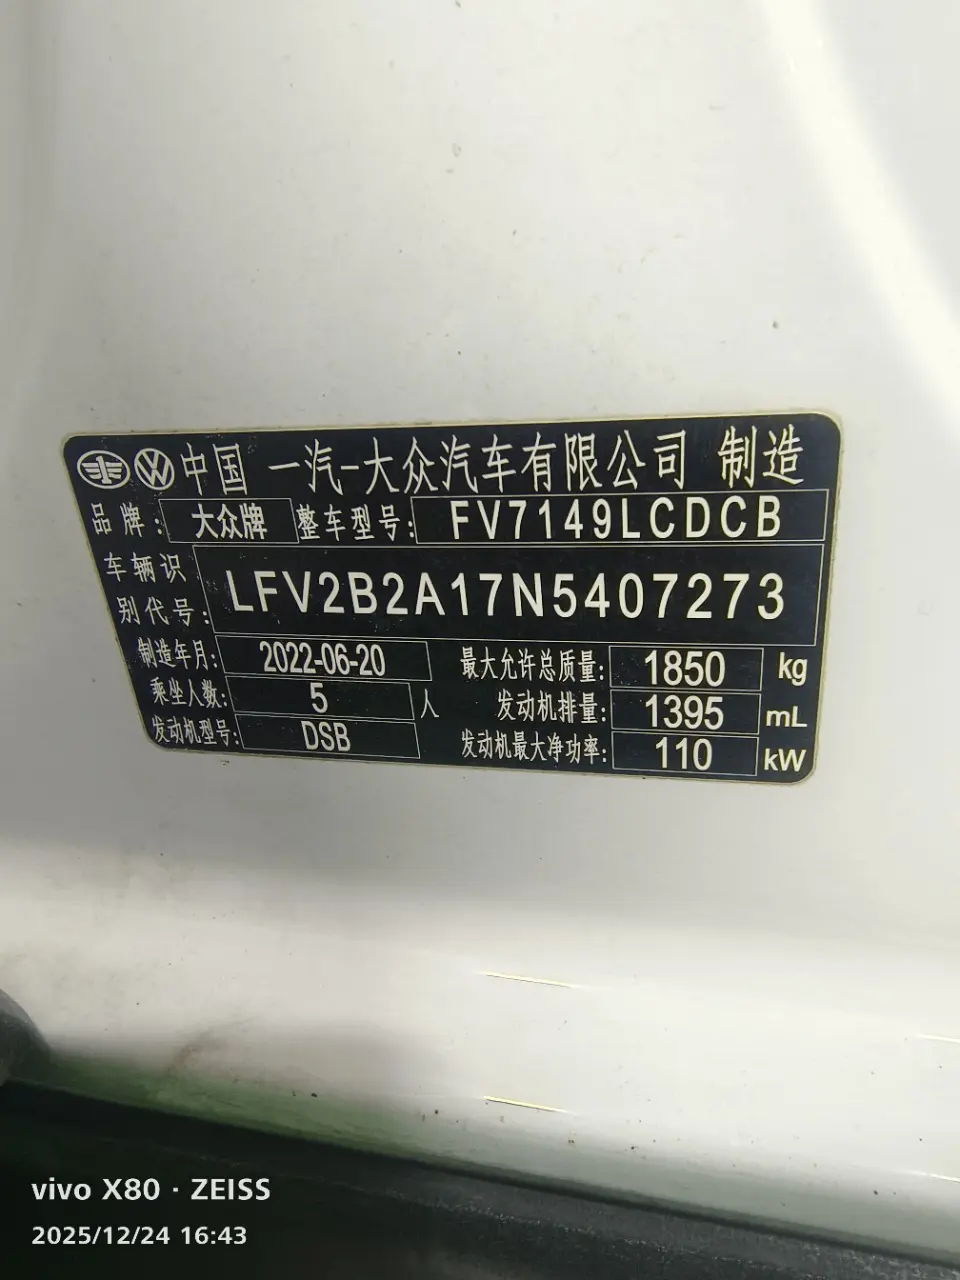 中国 一汽-大众汽车有限公司 制造
品牌: 大众牌 整车型号: FV7149LCDCB
车辆识别代号: LFV2B2A17N5407273
制造年月: 2022-06-20 最大允许总质量: 1850 kg
乘坐人数: 5 人 发动机排量: 1395 mL
发动机型号: DSB 发动机最大净功率: 110 kW
vivo X80 · ZEISS
2025/12/24 16:43